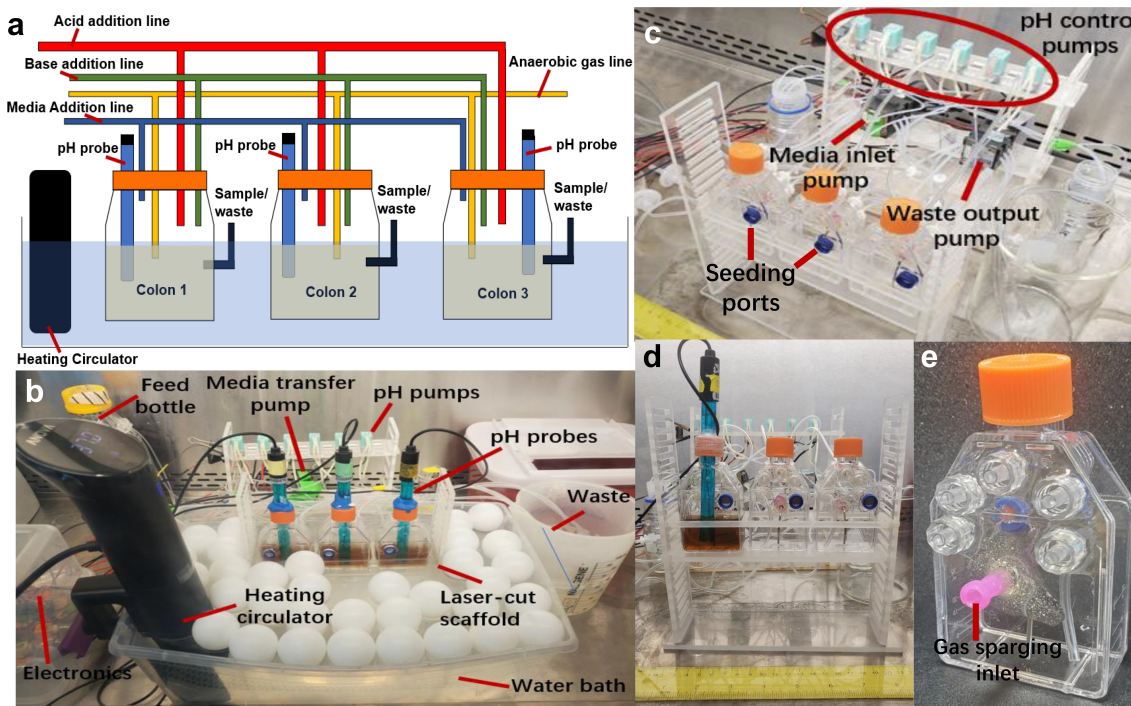 a
Acid addition line
Base addition line
Anaerobic gas line
Media Addition line
pH probe
pH probe
pH probe
Sample/
waste
Sample/
waste
Sample/
waste
Colon 1
Colon 2
Colon 3
Heating Circulator
b
Feed
bottle
Media transfer
pump
pH pumps
pH probes
Waste
Heating
circulator
Laser-cut
scaffold
Electronics
Water bath
c
pH control
pumps
Media inlet
pump
Waste output
pump
Seeding
ports
d
e
Gas sparging
inlet